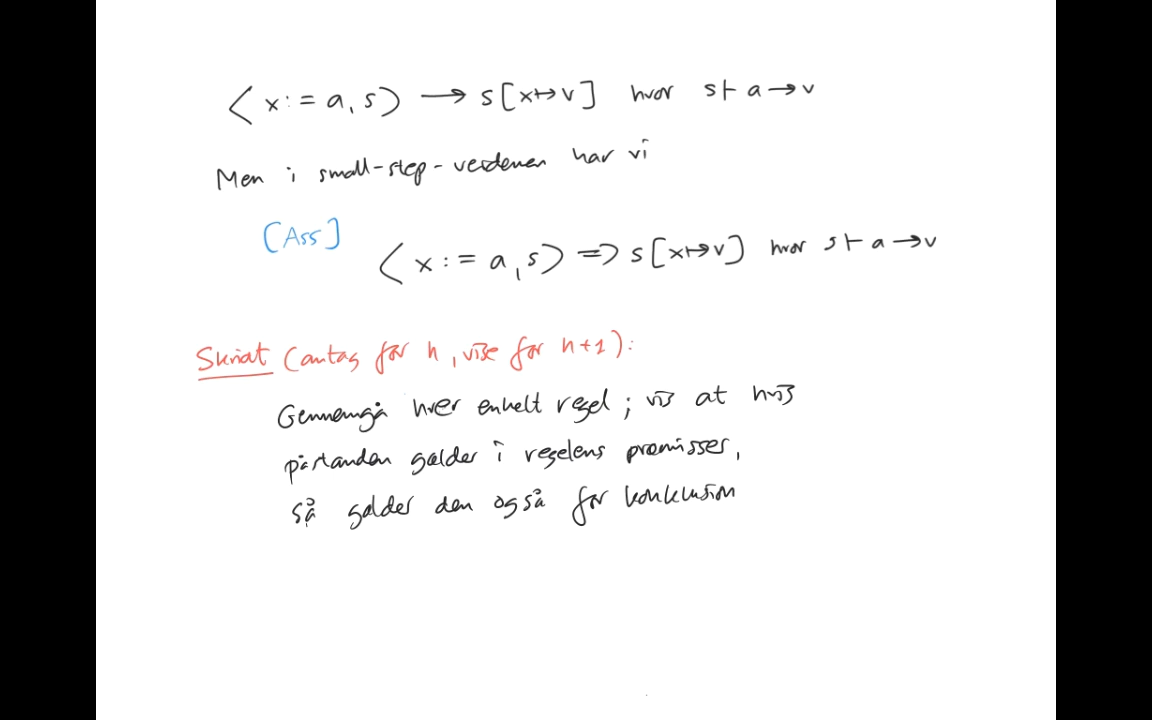 ⟨x := a, s⟩ → s[x↦v] hvor s ⊢ a → v
Men i small-step-verdenen har vi
[Ass]
⟨x := a, s⟩ ⇒ s[x↦v] hvor s ⊢ a → v
Skridt (antag for n, vise for n+1):
Gennemgå hver enkelt regel; vis at hvis
påstanden gælder i regelens præmisser,
så gælder den også for konklusion